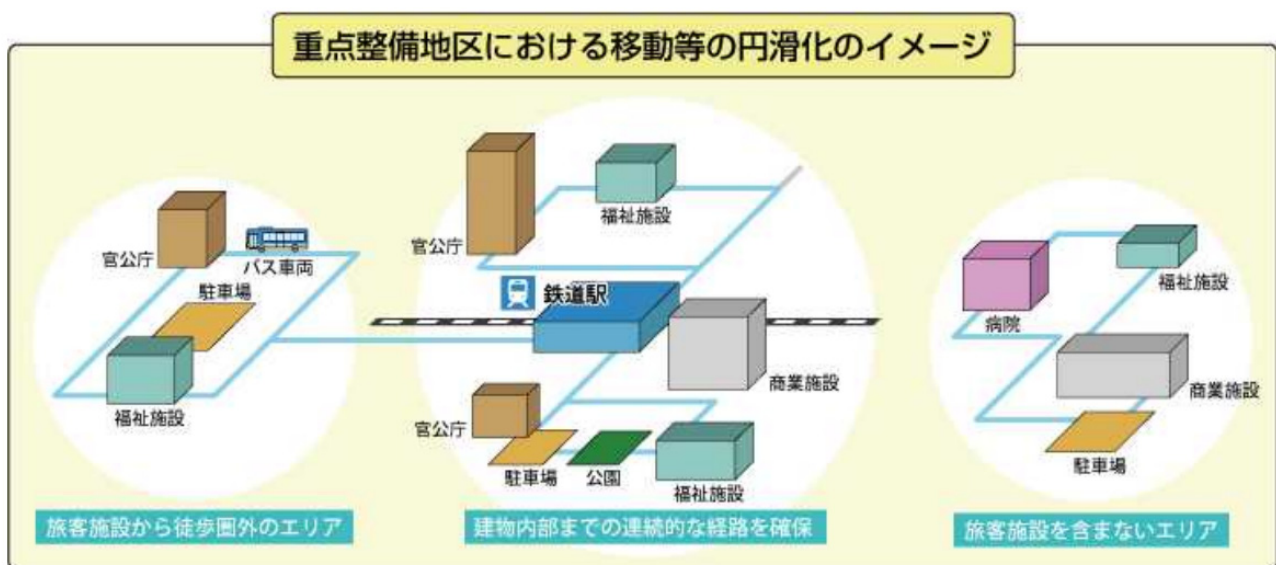 重点整備地区における移動等の円滑化のイメージ
官公庁
バス車両
駐車場
福祉施設
旅客施設から徒歩圏外のエリア
福祉施設
官公庁
鉄道駅
商業施設
官公庁
駐車場
公園
福祉施設
建物内部までの連続的な経路を確保
福祉施設
病院
商業施設
駐車場
旅客施設を含まないエリア